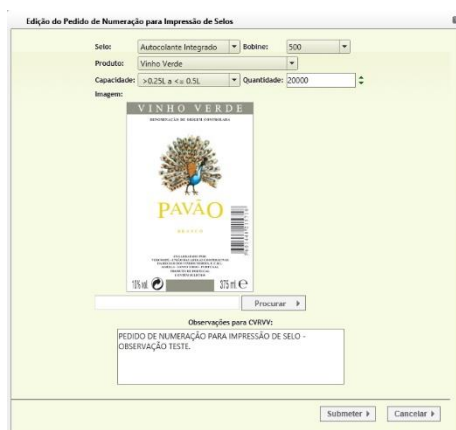 Edição do Pedido de Numeração para Impressão de Selos
Selo: Autocolante Integrado Bobine: 500
Produto: Vinho Verde
Capacidade: >0.25L a <= 0.5L Quantidade: 20000
Imagem:
VINHO VERDE
DENOMINAÇÃO DE ORIGEM CONTROLADA
PAVÃO
BRANCO
375 ml e
Procurar
Observações para CVRVV:
PEDIDO DE NUMERAÇÃO PARA IMPRESSÃO DE SELO -
OBSERVAÇÃO TESTE.
Submeter Cancelar